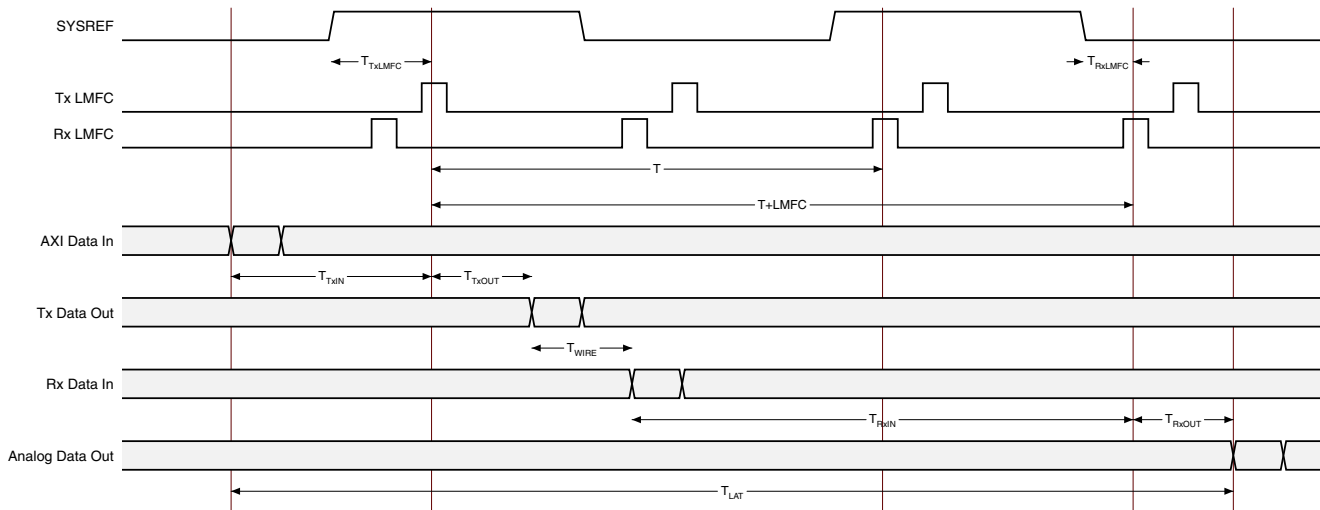 SYSREF
TTxLMFC
TRxLMFC
Tx LMFC
Rx LMFC
T
T+LMFC
AXI Data In
TTxIN
TTxOUT
Tx Data Out
TWIRE
Rx Data In
TRxIN
TRxOUT
Analog Data Out
TLAT